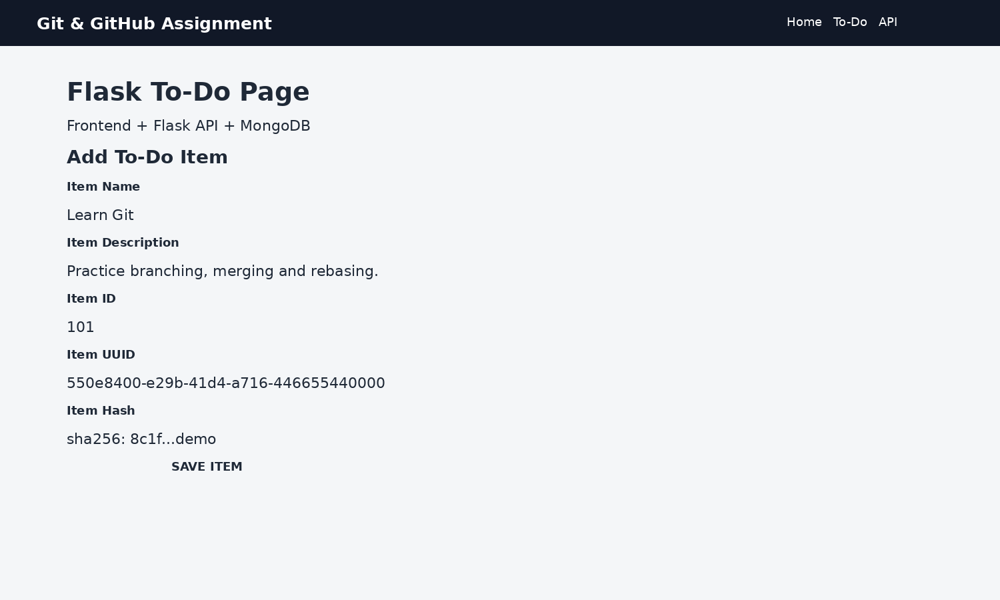 Git & GitHub Assignment
Home To-Do API
Flask To-Do Page
Frontend + Flask API + MongoDB
Add To-Do Item
Item Name
Learn Git
Item Description
Practice branching, merging and rebasing.
Item ID
101
Item UUID
550e8400-e29b-41d4-a716-446655440000
Item Hash
sha256: 8c1f...demo
SAVE ITEM